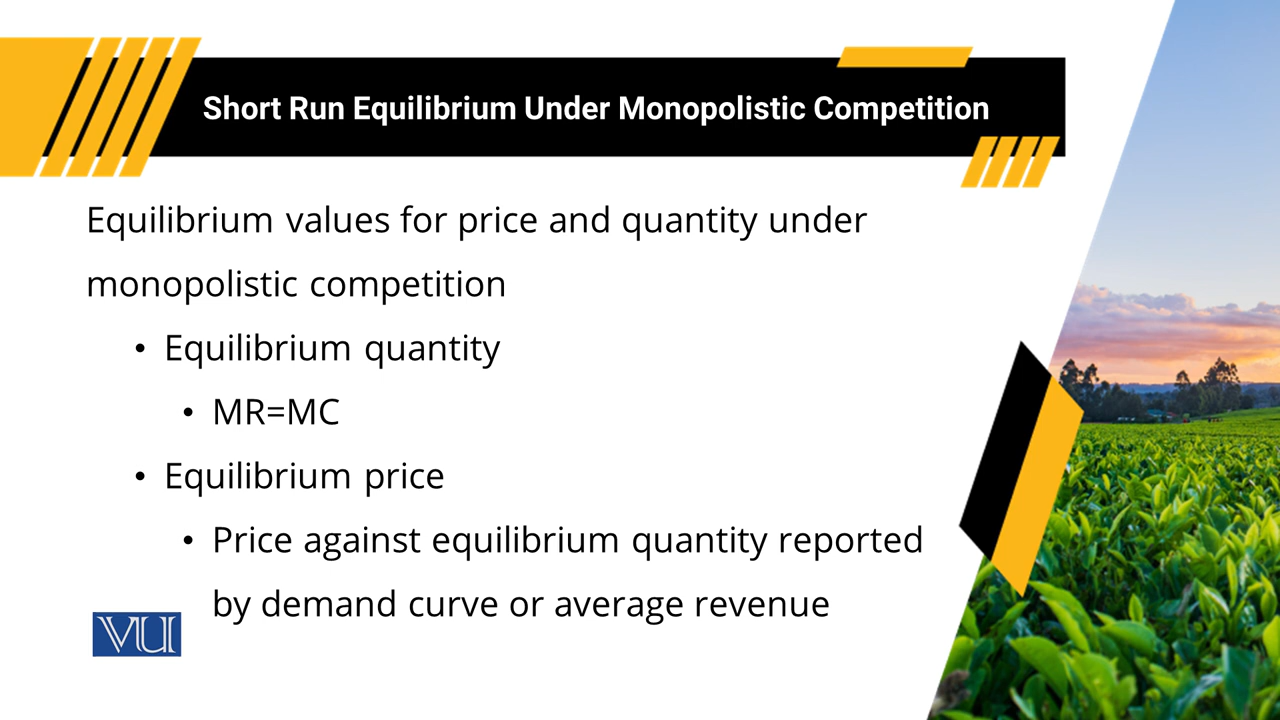 Short Run Equilibrium Under Monopolistic Competition
Equilibrium values for price and quantity under
monopolistic competition
• Equilibrium quantity
• MR=MC
• Equilibrium price
• Price against equilibrium quantity reported
by demand curve or average revenue
VU